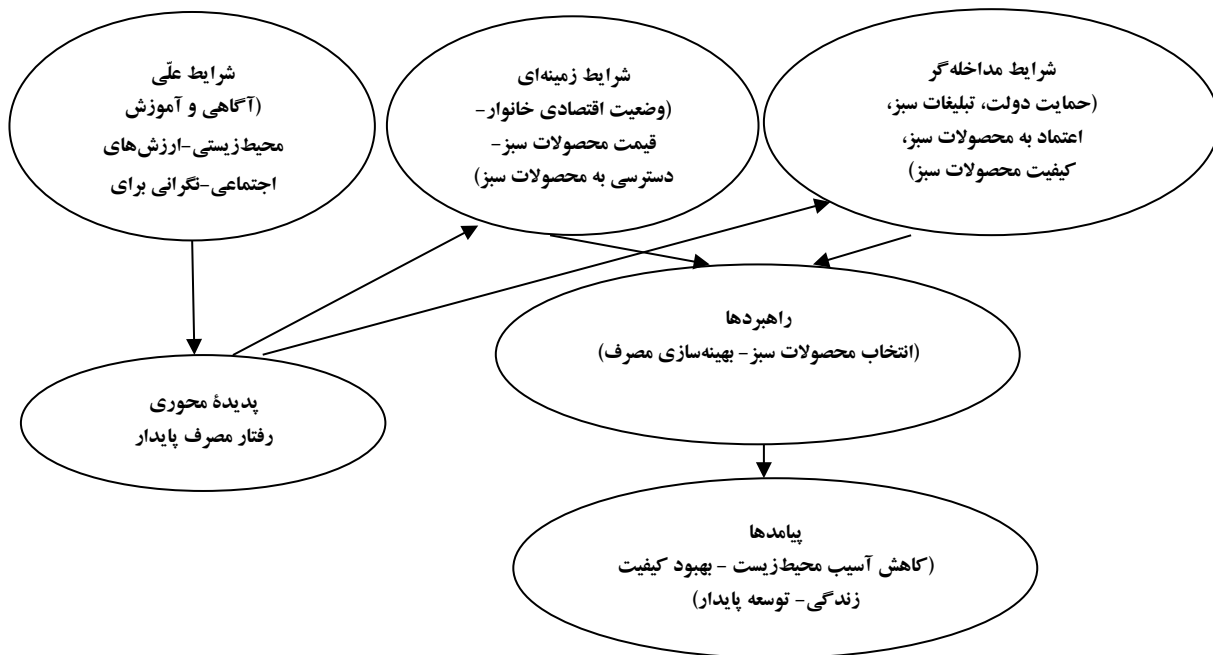 شرایط علّی
(آگاهی و آموزش
محیط‌زیستی-ارزش‌های
اجتماعی-نگرانی برای
شرایط زمینه‌ای
(وضعیت اقتصادی خانوار-
قیمت محصولات سبز-
دسترسی به محصولات سبز)
شرایط مداخله‌گر
(حمایت دولت، تبلیغات سبز،
اعتماد به محصولات سبز،
کیفیت محصولات سبز)
راهبردها
(انتخاب محصولات سبز- بهینه‌سازی مصرف)
پدیدهٔ محوری
رفتار مصرف پایدار
پیامدها
(کاهش آسیب محیط‌زیست - بهبود کیفیت
زندگی- توسعه پایدار)